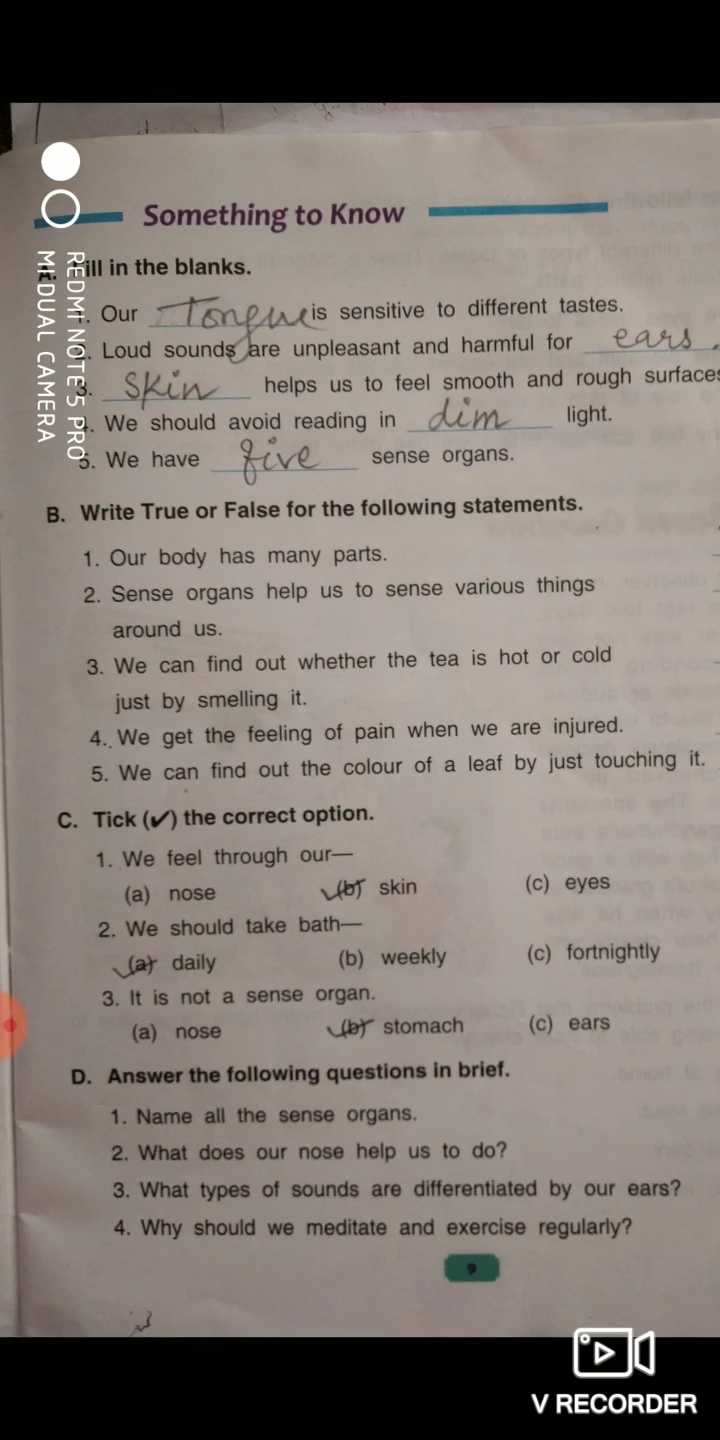 Something to Know
A. Fill in the blanks.
1. Our Tongue is sensitive to different tastes.
2. Loud sounds are unpleasant and harmful for ears.
3. Skin helps us to feel smooth and rough surfaces
4. We should avoid reading in dim light.
5. We have five sense organs.
B. Write True or False for the following statements.
1. Our body has many parts.
2. Sense organs help us to sense various things
around us.
3. We can find out whether the tea is hot or cold
just by smelling it.
4. We get the feeling of pain when we are injured.
5. We can find out the colour of a leaf by just touching it.
C. Tick (✔) the correct option.
1. We feel through our—
(a) nose ✓(b) skin (c) eyes
2. We should take bath—
✓(a) daily (b) weekly (c) fortnightly
3. It is not a sense organ.
(a) nose ✓(b) stomach (c) ears
D. Answer the following questions in brief.
1. Name all the sense organs.
2. What does our nose help us to do?
3. What types of sounds are differentiated by our ears?
4. Why should we meditate and exercise regularly?
9
REDMI NOTE 5 PRO
MI DUAL CAMERA
V RECORDER